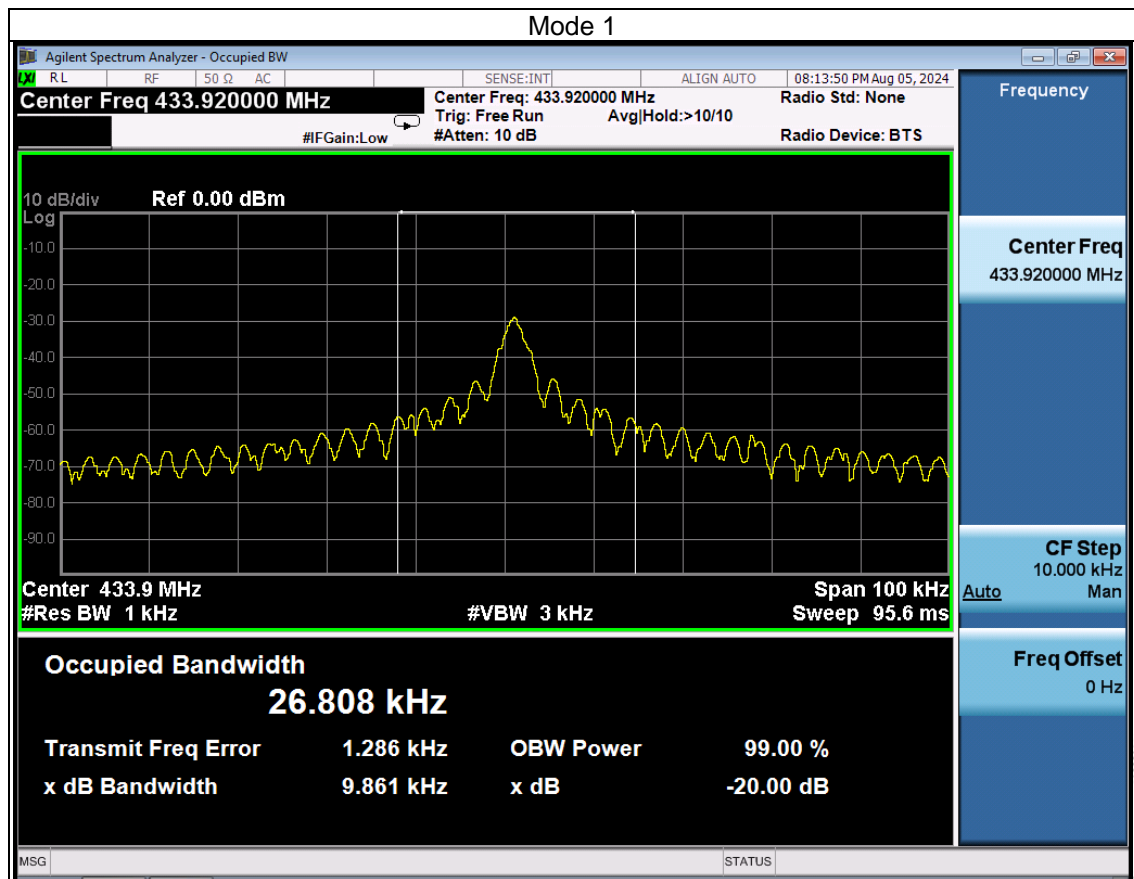 Mode 1
Agilent Spectrum Analyzer - Occupied BW
LXI RL RF 50 Ω AC SENSE:INT ALIGN AUTO 08:13:50 PM Aug 05, 2024
Center Freq 433.920000 MHz
#IFGain:Low
Center Freq: 433.920000 MHz
Trig: Free Run Avg|Hold:>10/10
#Atten: 10 dB
Radio Std: None
Radio Device: BTS
10 dB/div Ref 0.00 dBm
Log
-10.0
-20.0
-30.0
-40.0
-50.0
-60.0
-70.0
-80.0
-90.0
Center 433.9 MHz Span 100 kHz
#Res BW 1 kHz #VBW 3 kHz Sweep 95.6 ms
Occupied Bandwidth
26.808 kHz
Transmit Freq Error 1.286 kHz OBW Power 99.00 %
x dB Bandwidth 9.861 kHz x dB -20.00 dB
MSG STATUS
Frequency
Center Freq
433.920000 MHz
CF Step
10.000 kHz
Auto Man
Freq Offset
0 Hz